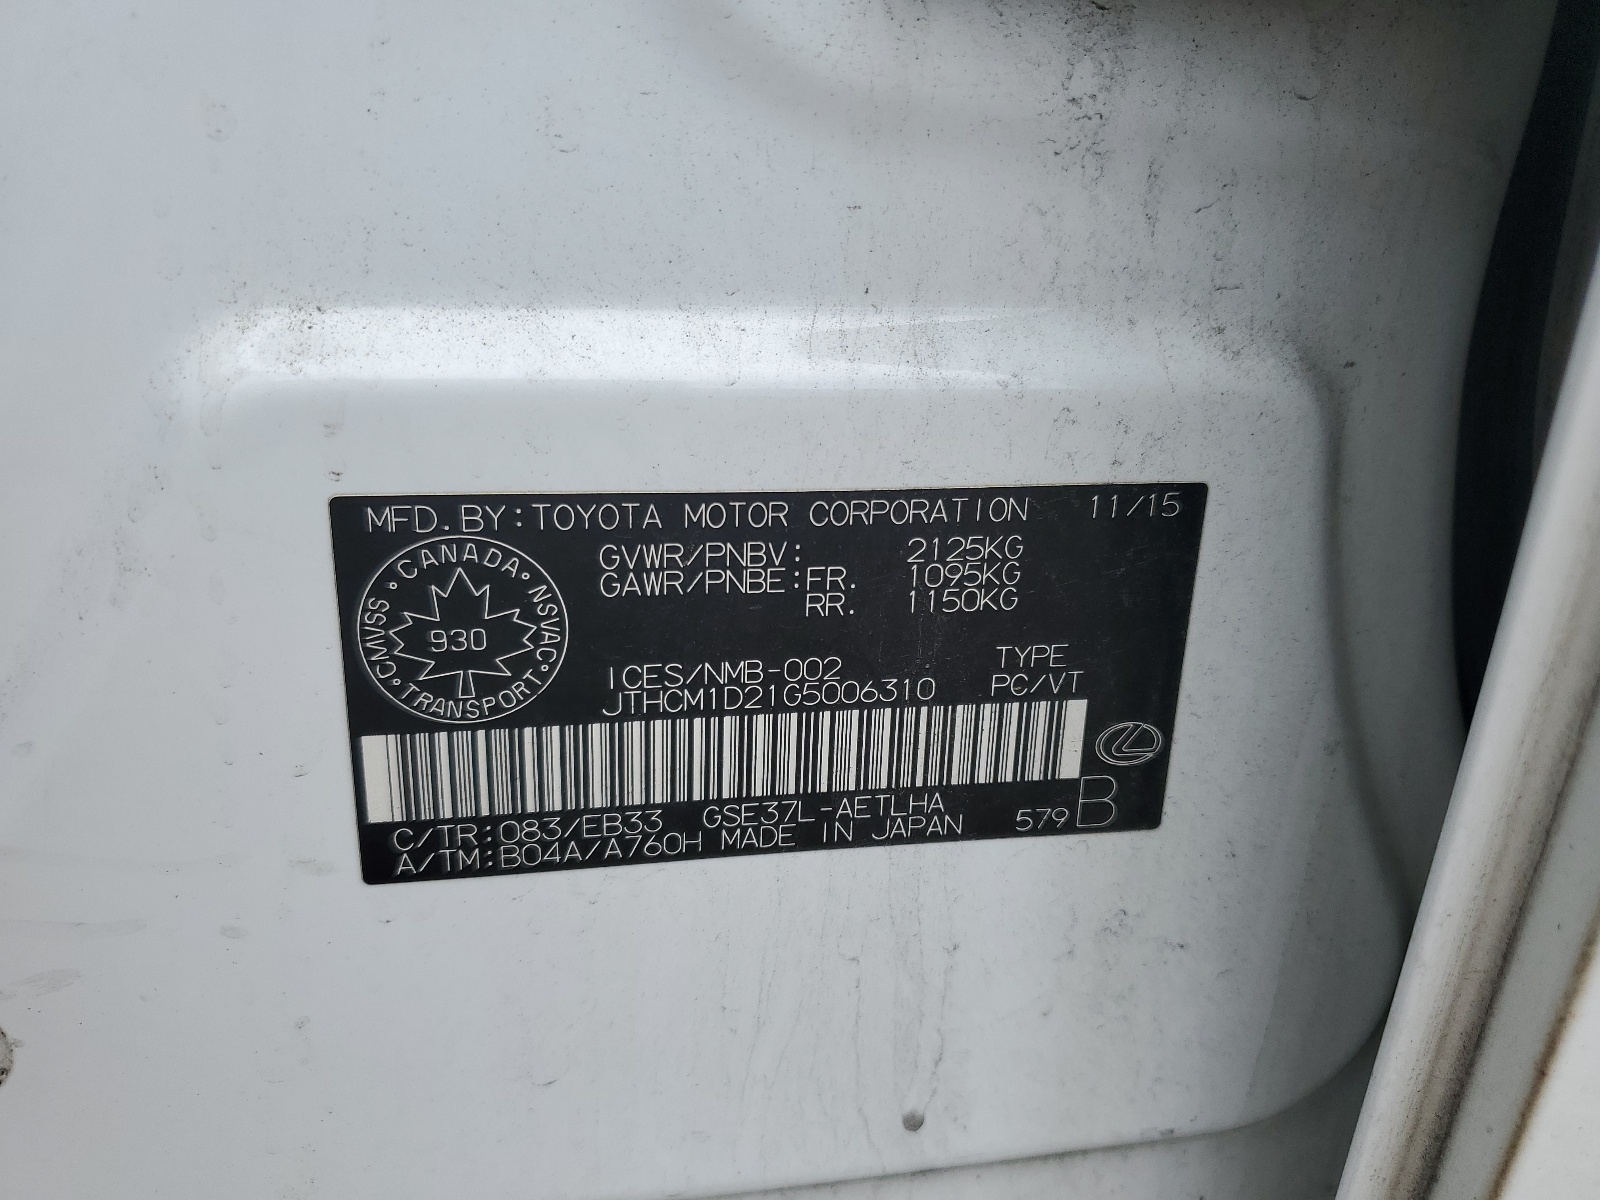 MFD. BY: TOYOTA MOTOR CORPORATION 11/15
GVWR/PNBV: 2125KG
GAWR/PNBE: FR. 1095KG
RR. 1150KG
CMVSS · CANADA · NSVAC · TRANSPORT ·
930
ICES/NMB-002
JTHCM1D21G5006310
TYPE
PC/VT
C/TR: 083/EB33 GSE37L-AETLHA
A/TM: B04A/A760H MADE IN JAPAN
579 B